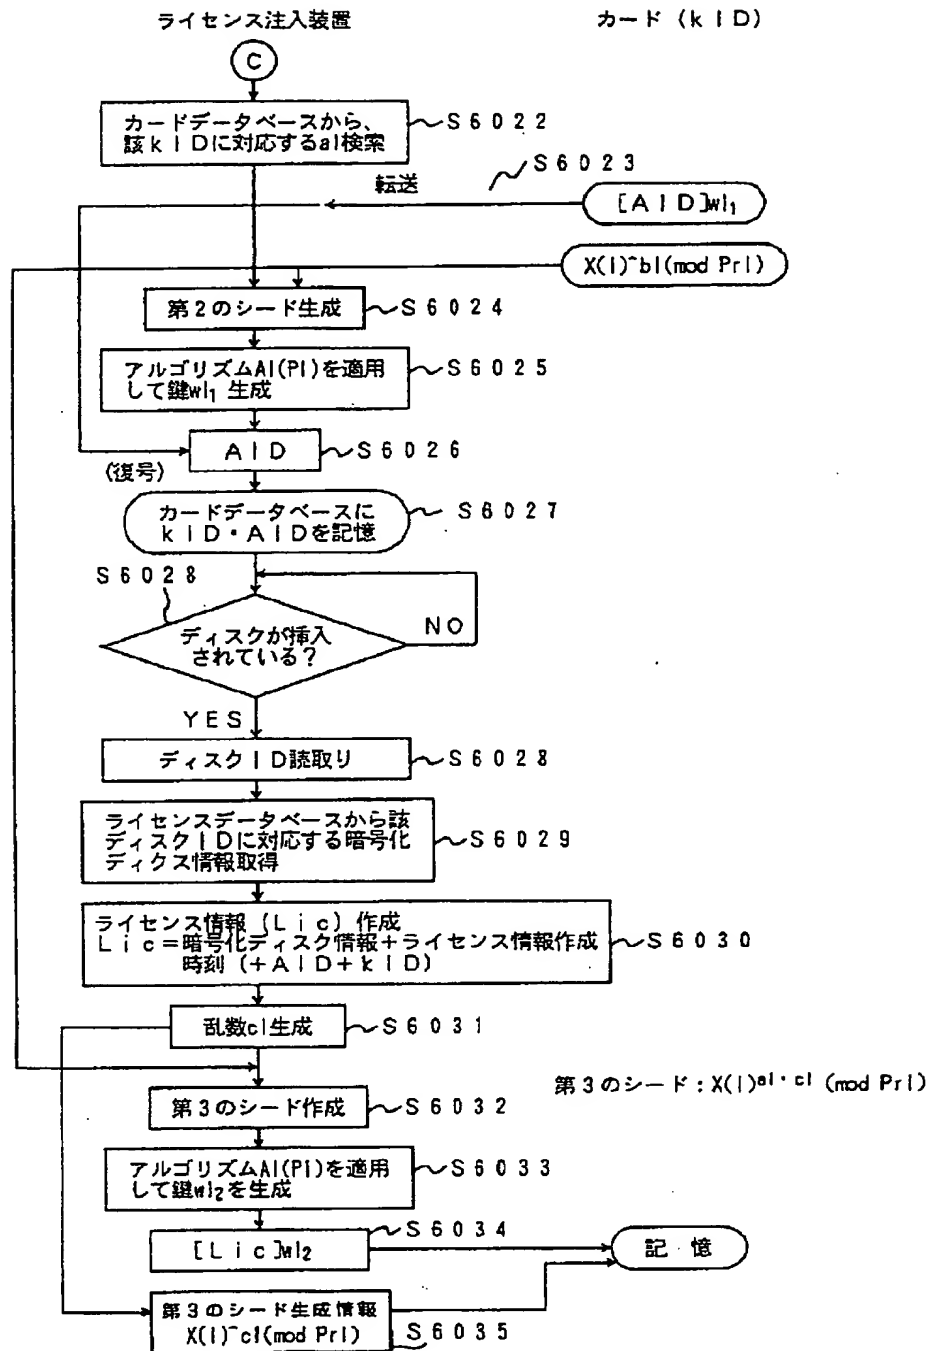 ライセンス注入装置
カード（kID）
C
カードデータベースから、
該kIDに対応するal検索
S6022
S6023
転送
[AID]wl₁
X(l)^bl(mod Prl)
第2のシード生成
S6024
アルゴリズムAl(Pl)を適用
して鍵wl₁ 生成
S6025
AID
S6026
(復号)
カードデータベースに
kID・AIDを記憶
S6027
S6028
ディスクが挿入
されている？
NO
YES
ディスクID読取り
S6028
ライセンスデータベースから該
ディスクIDに対応する暗号化
ディクス情報取得
S6029
ライセンス情報（Lic）作成
Lic＝暗号化ディスク情報＋ライセンス情報作成
時刻（＋AID＋kID）
S6030
乱数cl生成
S6031
第3のシード：X(l)^al・cl (mod Prl)
第3のシード作成
S6032
アルゴリズムAl(Pl)を適用
して鍵wl₂を生成
S6033
S6034
[Lic]wl₂
記憶
第3のシード生成情報
X(l)^cl(mod Prl)
S6035